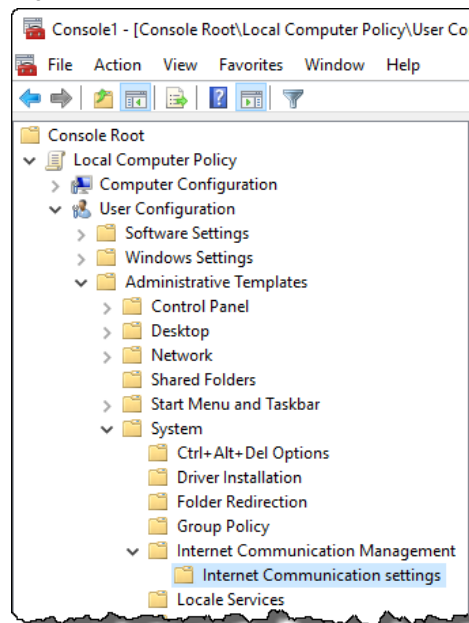 Console1 - [Console Root\Local Computer Policy\User Co
File Action View Favorites Window Help
Console Root
Local Computer Policy
Computer Configuration
User Configuration
Software Settings
Windows Settings
Administrative Templates
Control Panel
Desktop
Network
Shared Folders
Start Menu and Taskbar
System
Ctrl+Alt+Del Options
Driver Installation
Folder Redirection
Group Policy
Internet Communication Management
Internet Communication settings
Locale Services